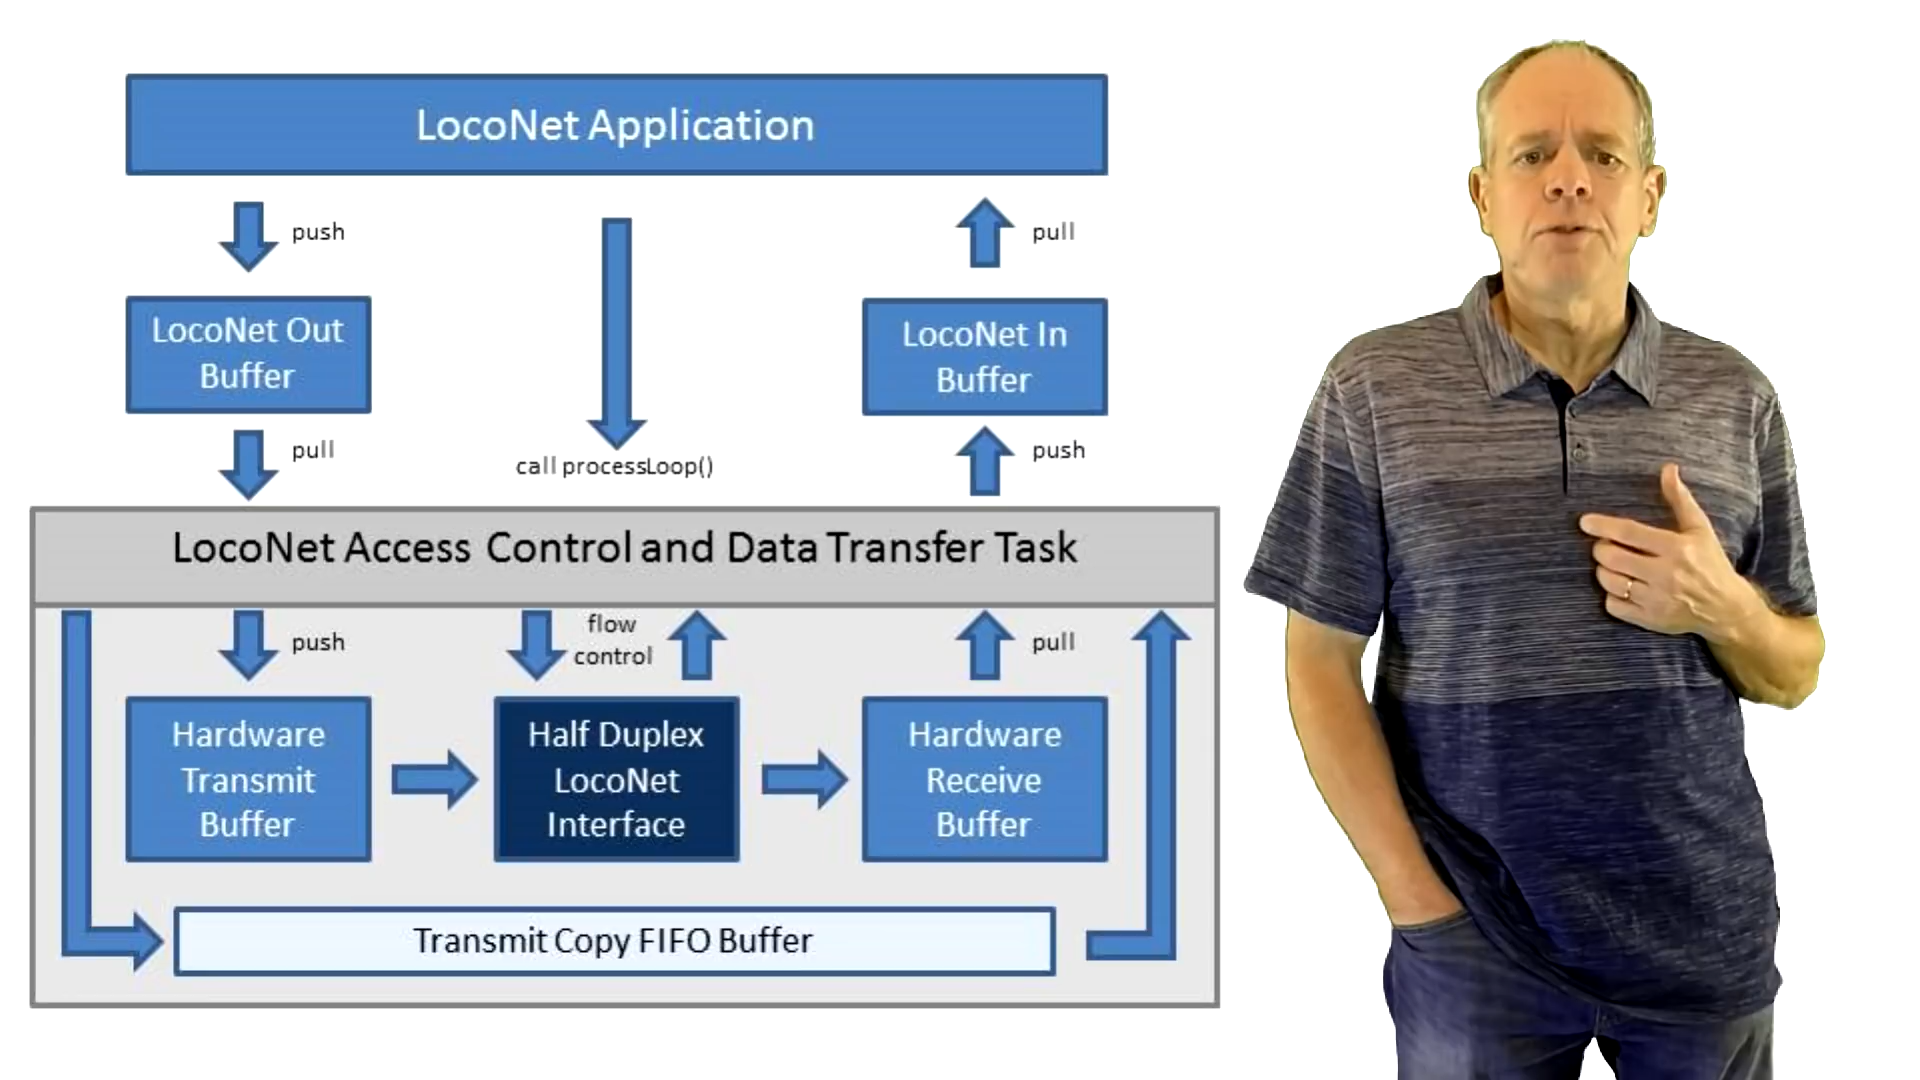 LocoNet Application
push
pull
LocoNet Out
Buffer
LocoNet In
Buffer
pull
call processLoop()
push
LocoNet Access Control and Data Transfer Task
push
flow
control
pull
Hardware
Transmit
Buffer
Half Duplex
LocoNet
Interface
Hardware
Receive
Buffer
Transmit Copy FIFO Buffer